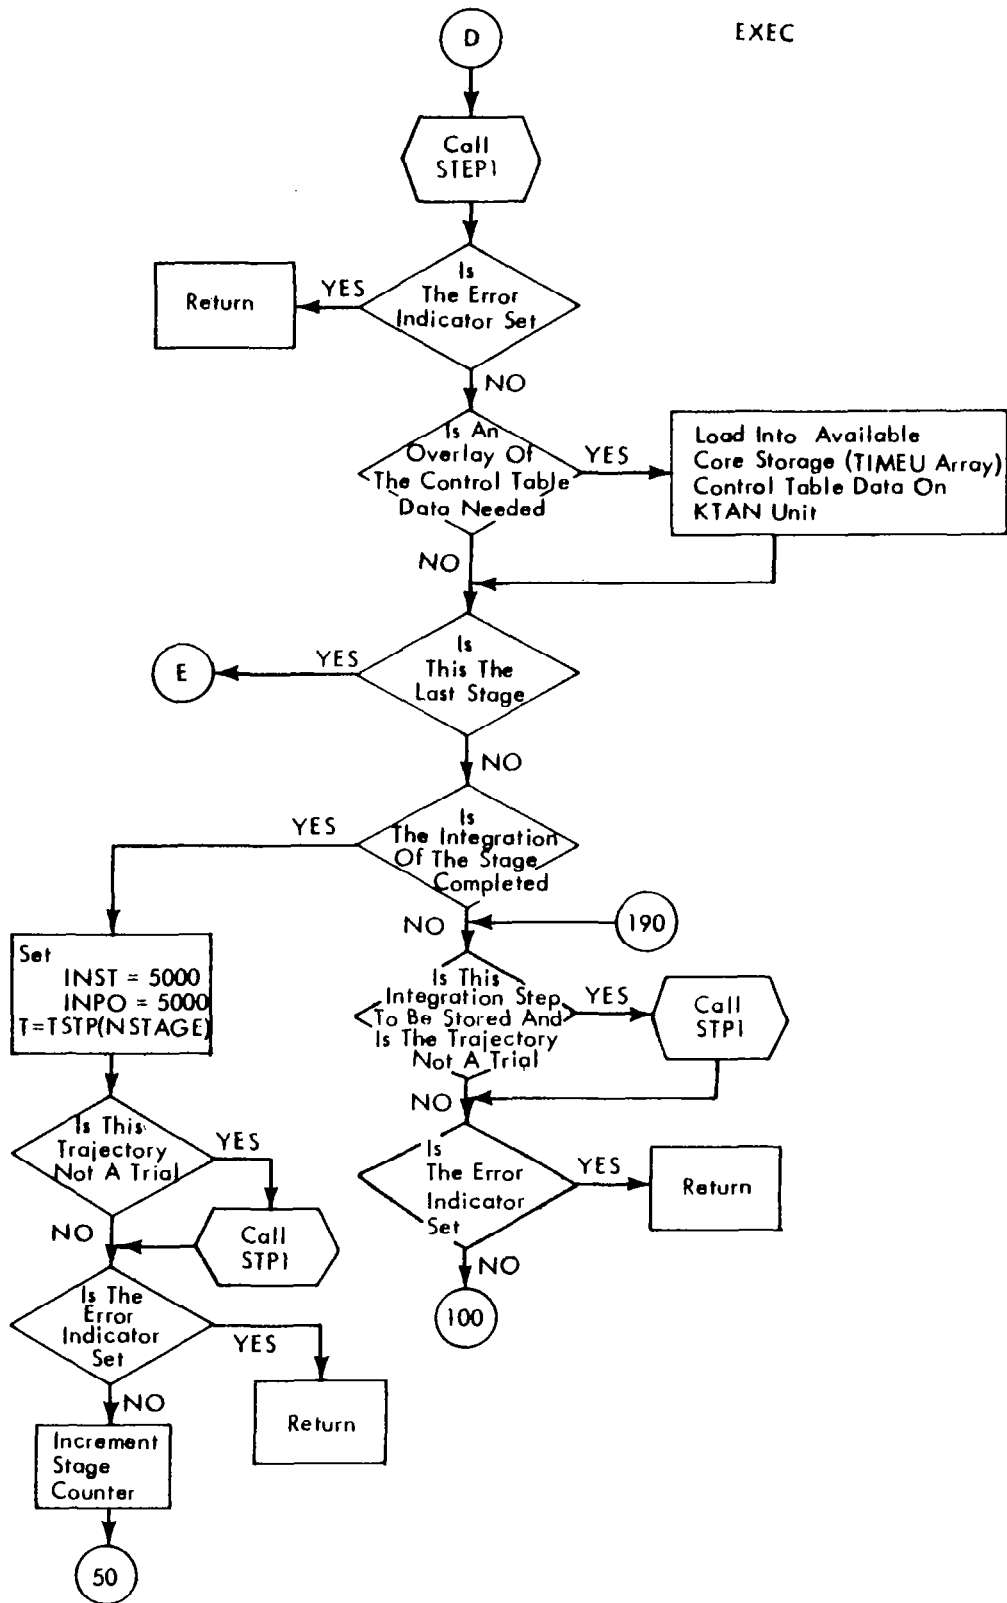 EXEC
D
Call
STEP1
Is
The Error
Indicator Set
YES
Return
NO
Is An
Overlay Of
The Control Table
Data Needed
YES
Load Into Available
Core Storage (TIMEU Array)
Control Table Data On
KTAN Unit
NO
Is
This The
Last Stage
YES
E
NO
Is
The Integration
Of The Stage
Completed
YES
NO
190
Set
INST = 5000
INPO = 5000
T=TSTP(NSTAGE)
Is This
Integration Step
To Be Stored And
Is The Trajectory
Not A Trial
YES
Call
STP1
NO
Is This
Trajectory
Not A Trial
YES
Call
STP1
NO
Is
The Error
Indicator
Set
YES
Return
NO
100
Is The
Error
Indicator
Set
YES
Return
NO
Increment
Stage
Counter
50